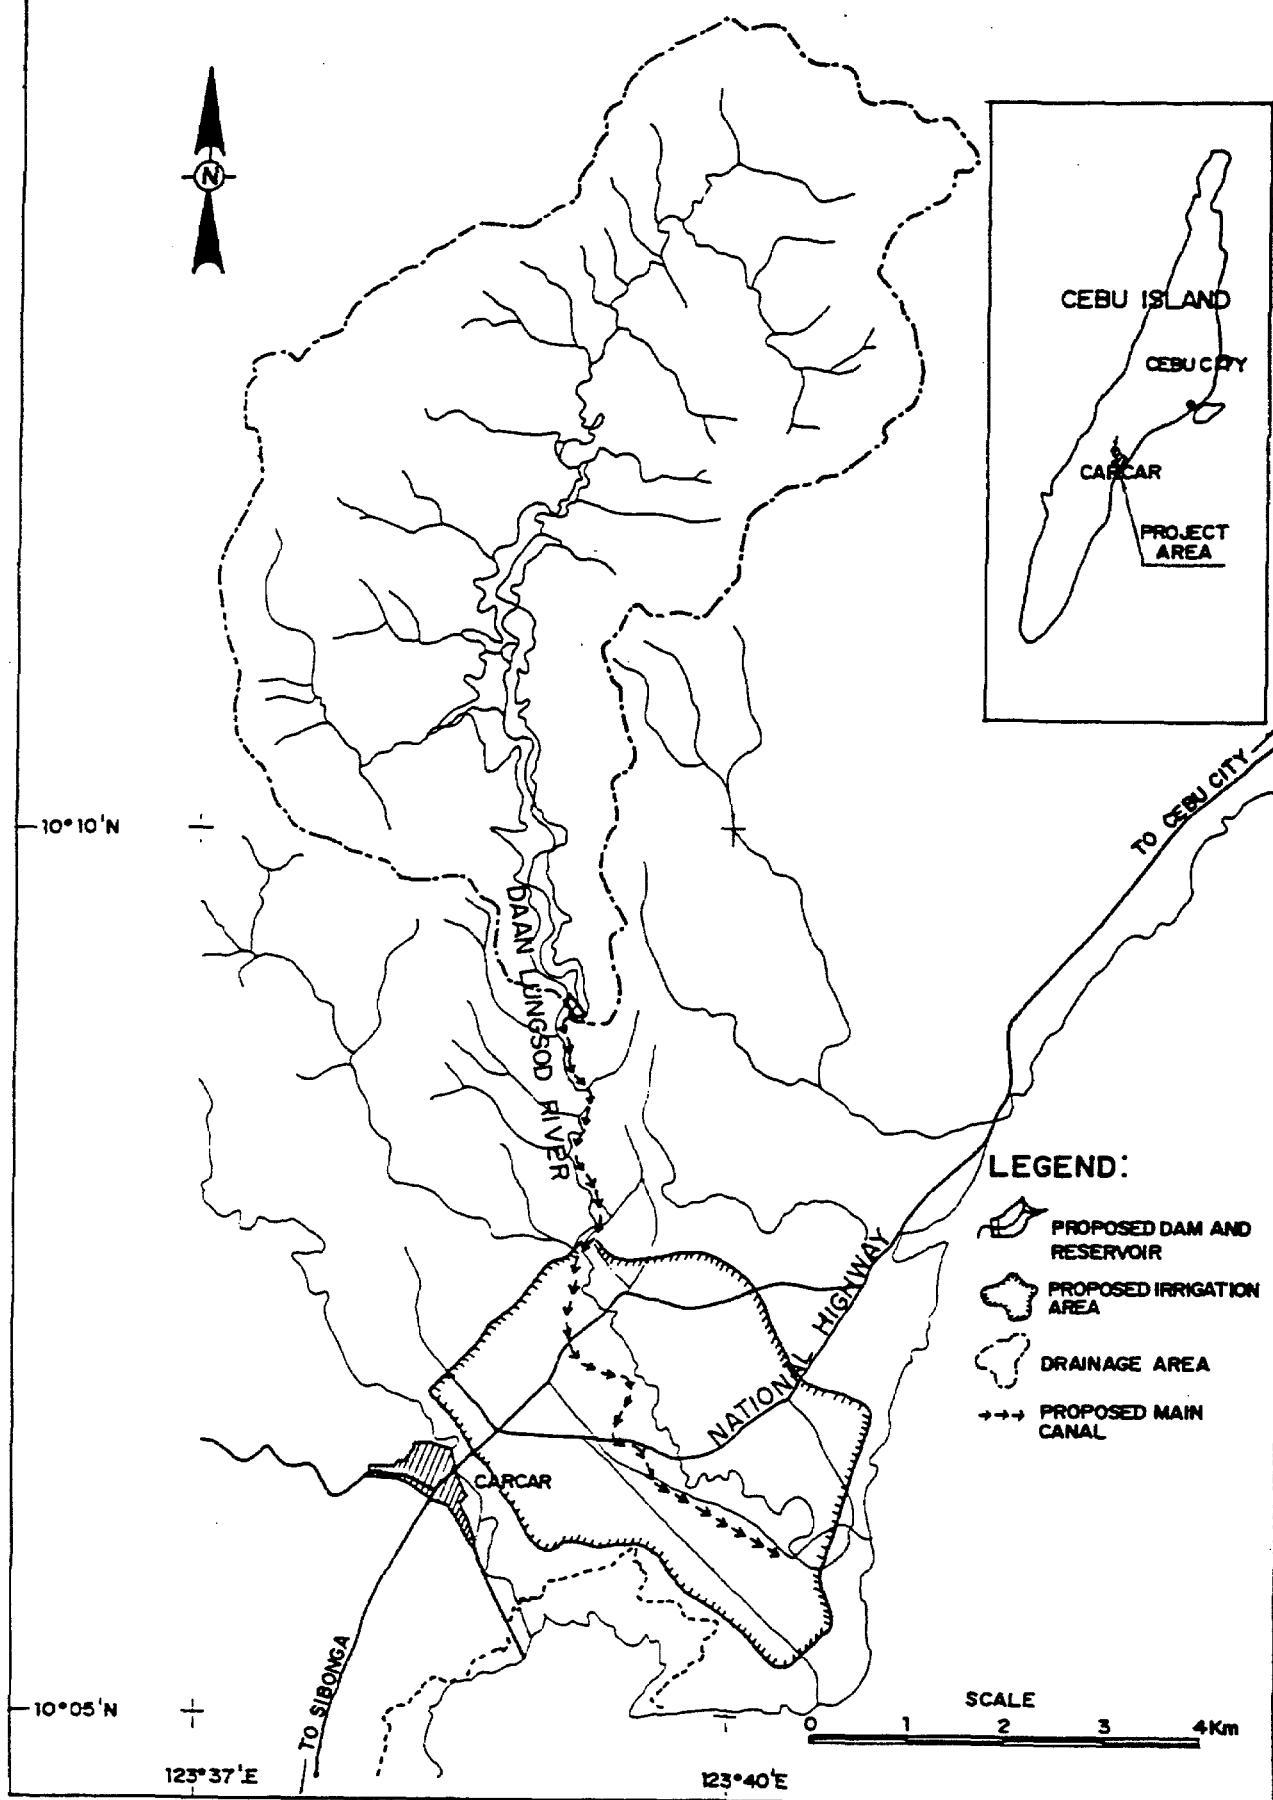 N
CEBU ISLAND
CEBU CITY
CARCAR
PROJECT
AREA
TO CEBU CITY
10°10'N
DAAN LUNGSOD RIVER
LEGEND:
PROPOSED DAM AND
RESERVOIR
PROPOSED IRRIGATION
AREA
DRAINAGE AREA
PROPOSED MAIN
CANAL
NATIONAL HIGHWAY
CARCAR
TO SIBONGA
10°05'N
SCALE
0 1 2 3 4Km
123°37'E
123°40'E